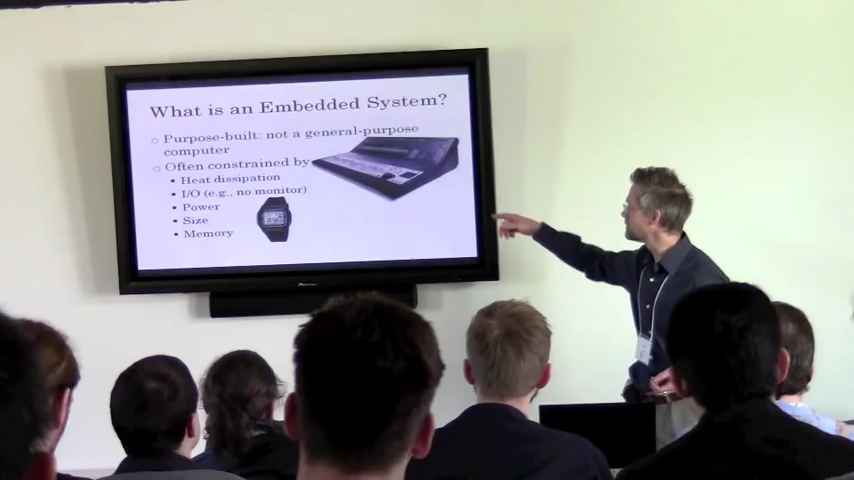 What is an Embedded System?
Purpose-built: not a general-purpose
computer
Often constrained by
Heat dissipation
I/O (e.g., no monitor)
Power
Size
Memory